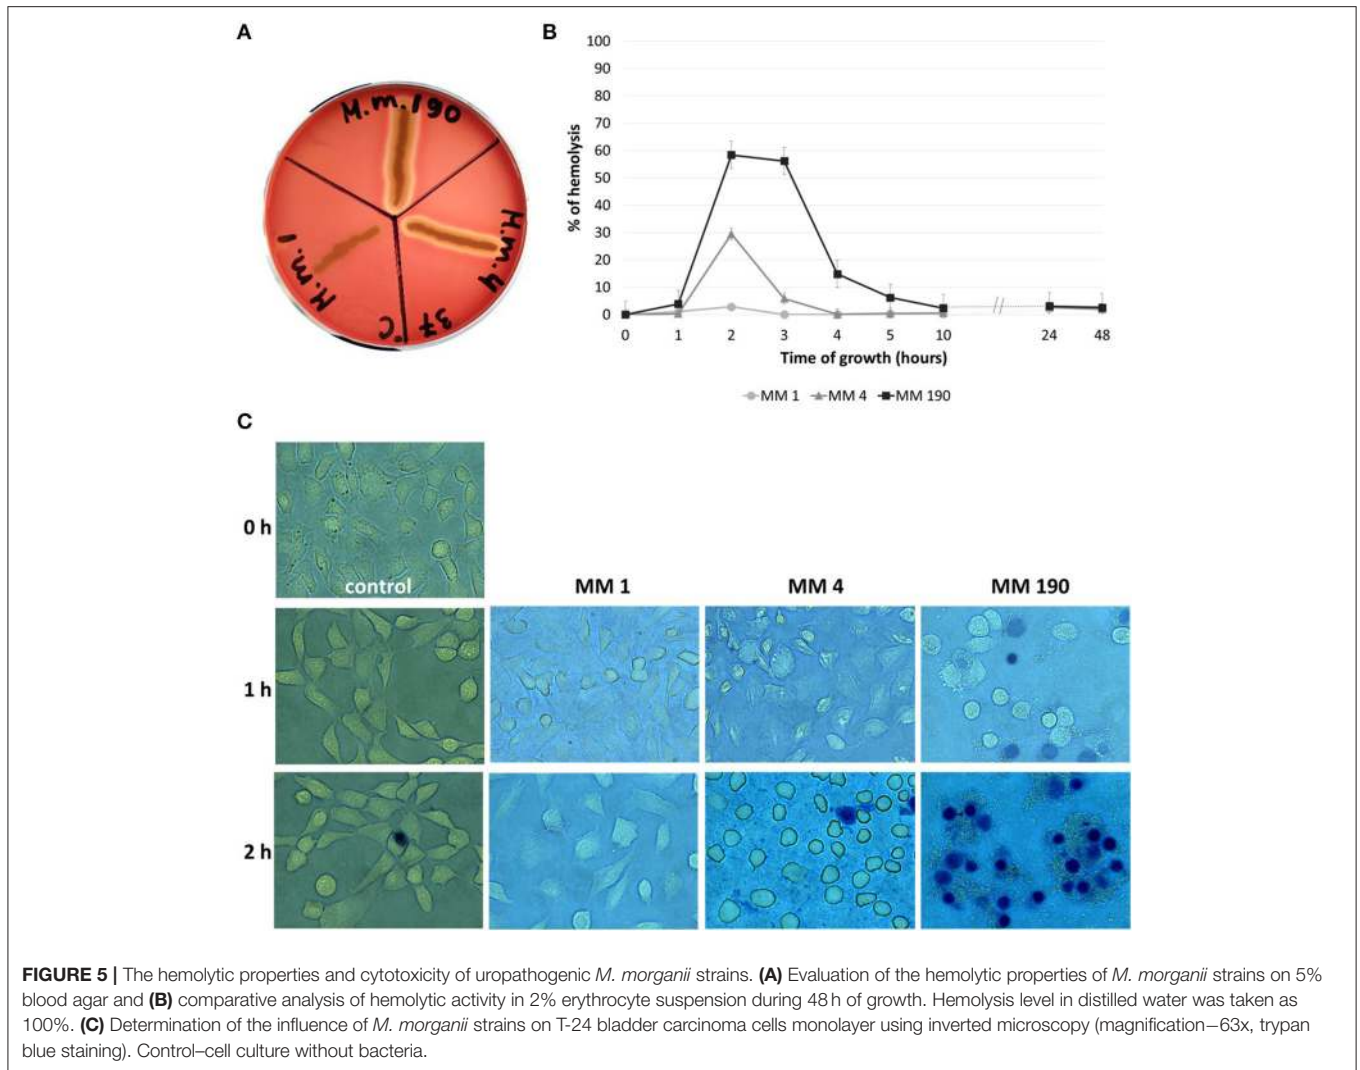 A
M.m.190
M.m.4
M.m.1
37°C
B
100
90
80
70
60
50
40
30
20
10
0
% of hemolysis
0 1 2 3 4 5 10 // 24 48
Time of growth (hours)
MM 1 MM 4 MM 190
C
0 h
control
MM 1 MM 4 MM 190
1 h
2 h
FIGURE 5 | The hemolytic properties and cytotoxicity of uropathogenic M. morganii strains. (A) Evaluation of the hemolytic properties of M. morganii strains on 5%
blood agar and (B) comparative analysis of hemolytic activity in 2% erythrocyte suspension during 48 h of growth. Hemolysis level in distilled water was taken as
100%. (C) Determination of the influence of M. morganii strains on T-24 bladder carcinoma cells monolayer using inverted microscopy (magnification—63x, trypan
blue staining). Control–cell culture without bacteria.